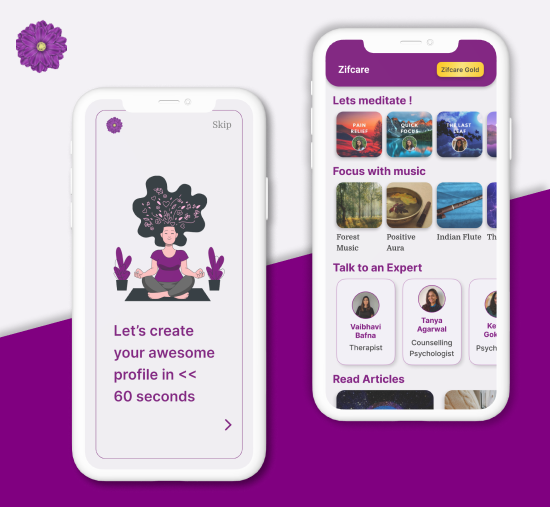 Skip
Let's create
your awesome
profile in <<
60 seconds
Zifcare
Zifcare Gold
Lets meditate !
PAIN
RELIEF
QUICK
FOCUS
THE LAST
LEAF
Focus with music
Forest
Music
Positive
Aura
Indian Flute
Th
Talk to an Expert
Vaibhavi
Bafna
Therapist
Tanya
Agarwal
Counselling
Psychologist
Ke
Gok
Psych
Read Articles